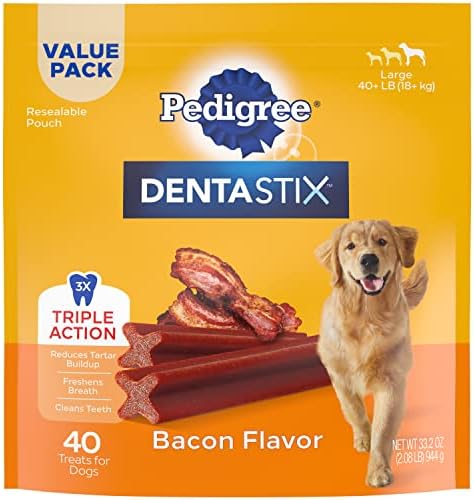 VALUE
PACK
Resealable
Pouch
Large
40+ LB (18+ kg)
Pedigree®
DENTASTIX™
3X
TRIPLE
ACTION
Reduces Tartar
Buildup
Freshens
Breath
Cleans Teeth
40
Treats for
Dogs
Bacon Flavor
NET WT 33.2 OZ
(2.08 LB) 944 g